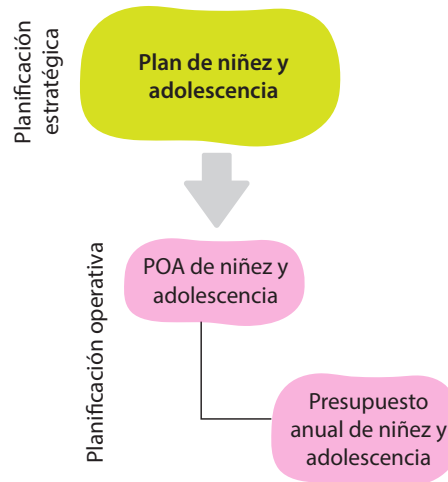 Planificación
estratégica
Plan de niñez y
adolescencia
Planificación operativa
POA de niñez y
adolescencia
Presupuesto
anual de niñez y
adolescencia